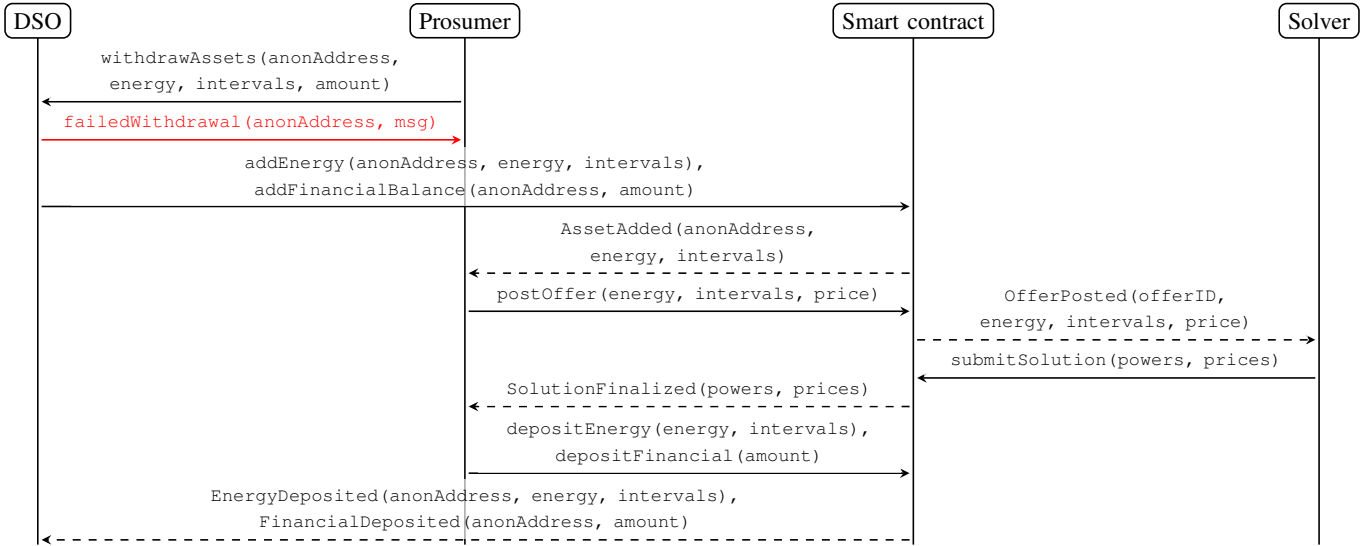 DSO
Prosumer
Smart contract
Solver
withdrawAssets(anonAddress,
energy, intervals, amount)
failedWithdrawal(anonAddress, msg)
addEnergy(anonAddress, energy, intervals),
addFinancialBalance(anonAddress, amount)
AssetAdded(anonAddress,
energy, intervals)
postOffer(energy, intervals, price)
OfferPosted(offerID,
energy, intervals, price)
submitSolution(powers, prices)
SolutionFinalized(powers, prices)
depositEnergy(energy, intervals),
depositFinancial(amount)
EnergyDeposited(anonAddress, energy, intervals),
FinancialDeposited(anonAddress, amount)